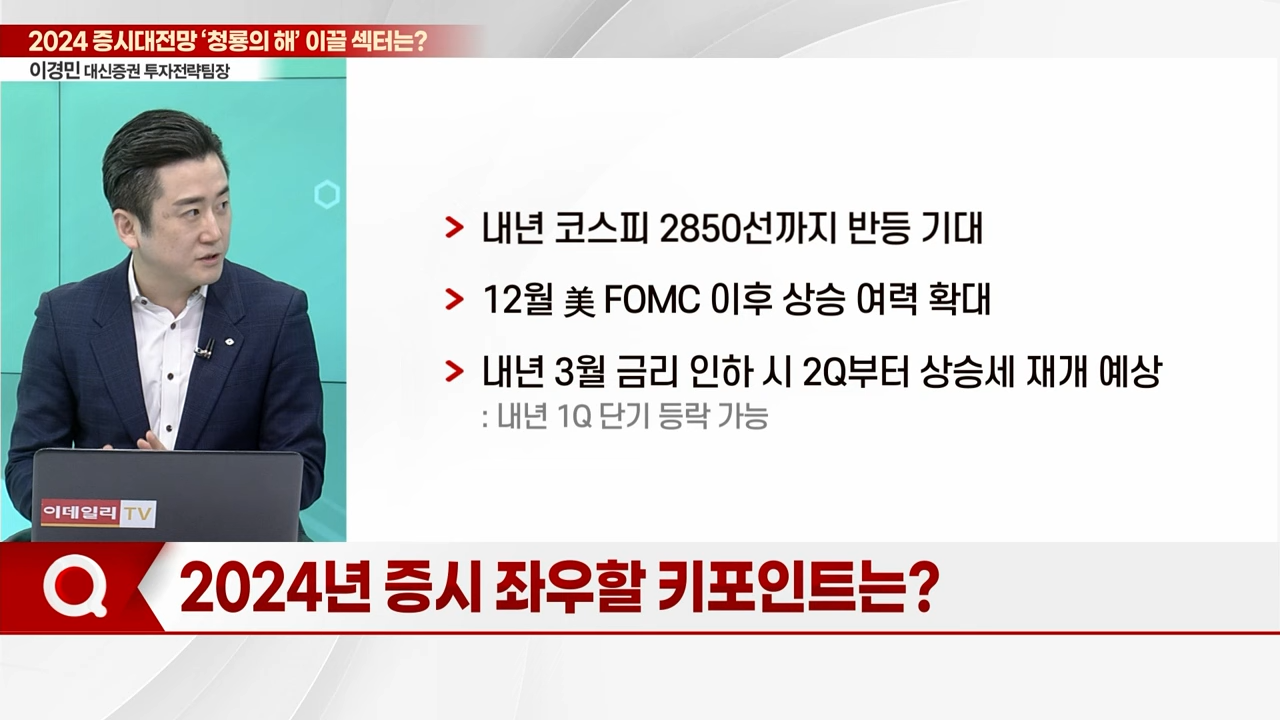 2024 증시대전망 ‘청룡의 해’ 이끌 섹터는?
이경민 대신증권 투자전략팀장
> 내년 코스피 2850선까지 반등 기대
> 12월 美 FOMC 이후 상승 여력 확대
> 내년 3월 금리 인하 시 2Q부터 상승세 재개 예상
: 내년 1Q 단기 등락 가능
이데일리 TV
Q 2024년 증시 좌우할 키포인트는?